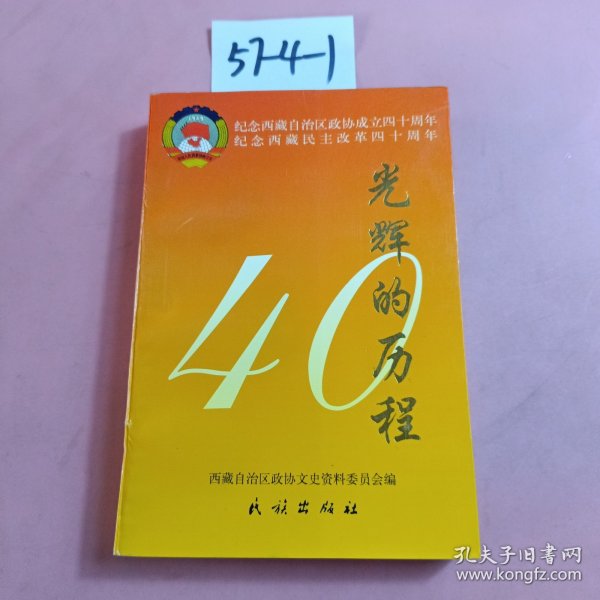 57-4-1
纪念西藏自治区政协成立四十周年
纪念西藏民主改革四十周年
光辉的历程
40
西藏自治区政协文史资料委员会编
民族出版社
孔夫子旧书网
www.kongfz.com